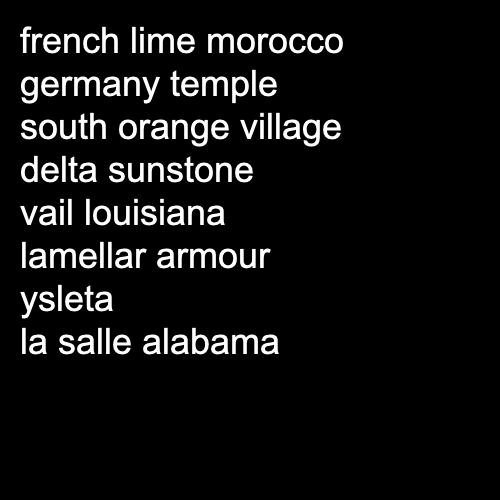 french lime morocco
germany temple
south orange village
delta sunstone
vail louisiana
lamellar armour
ysleta
la salle alabama